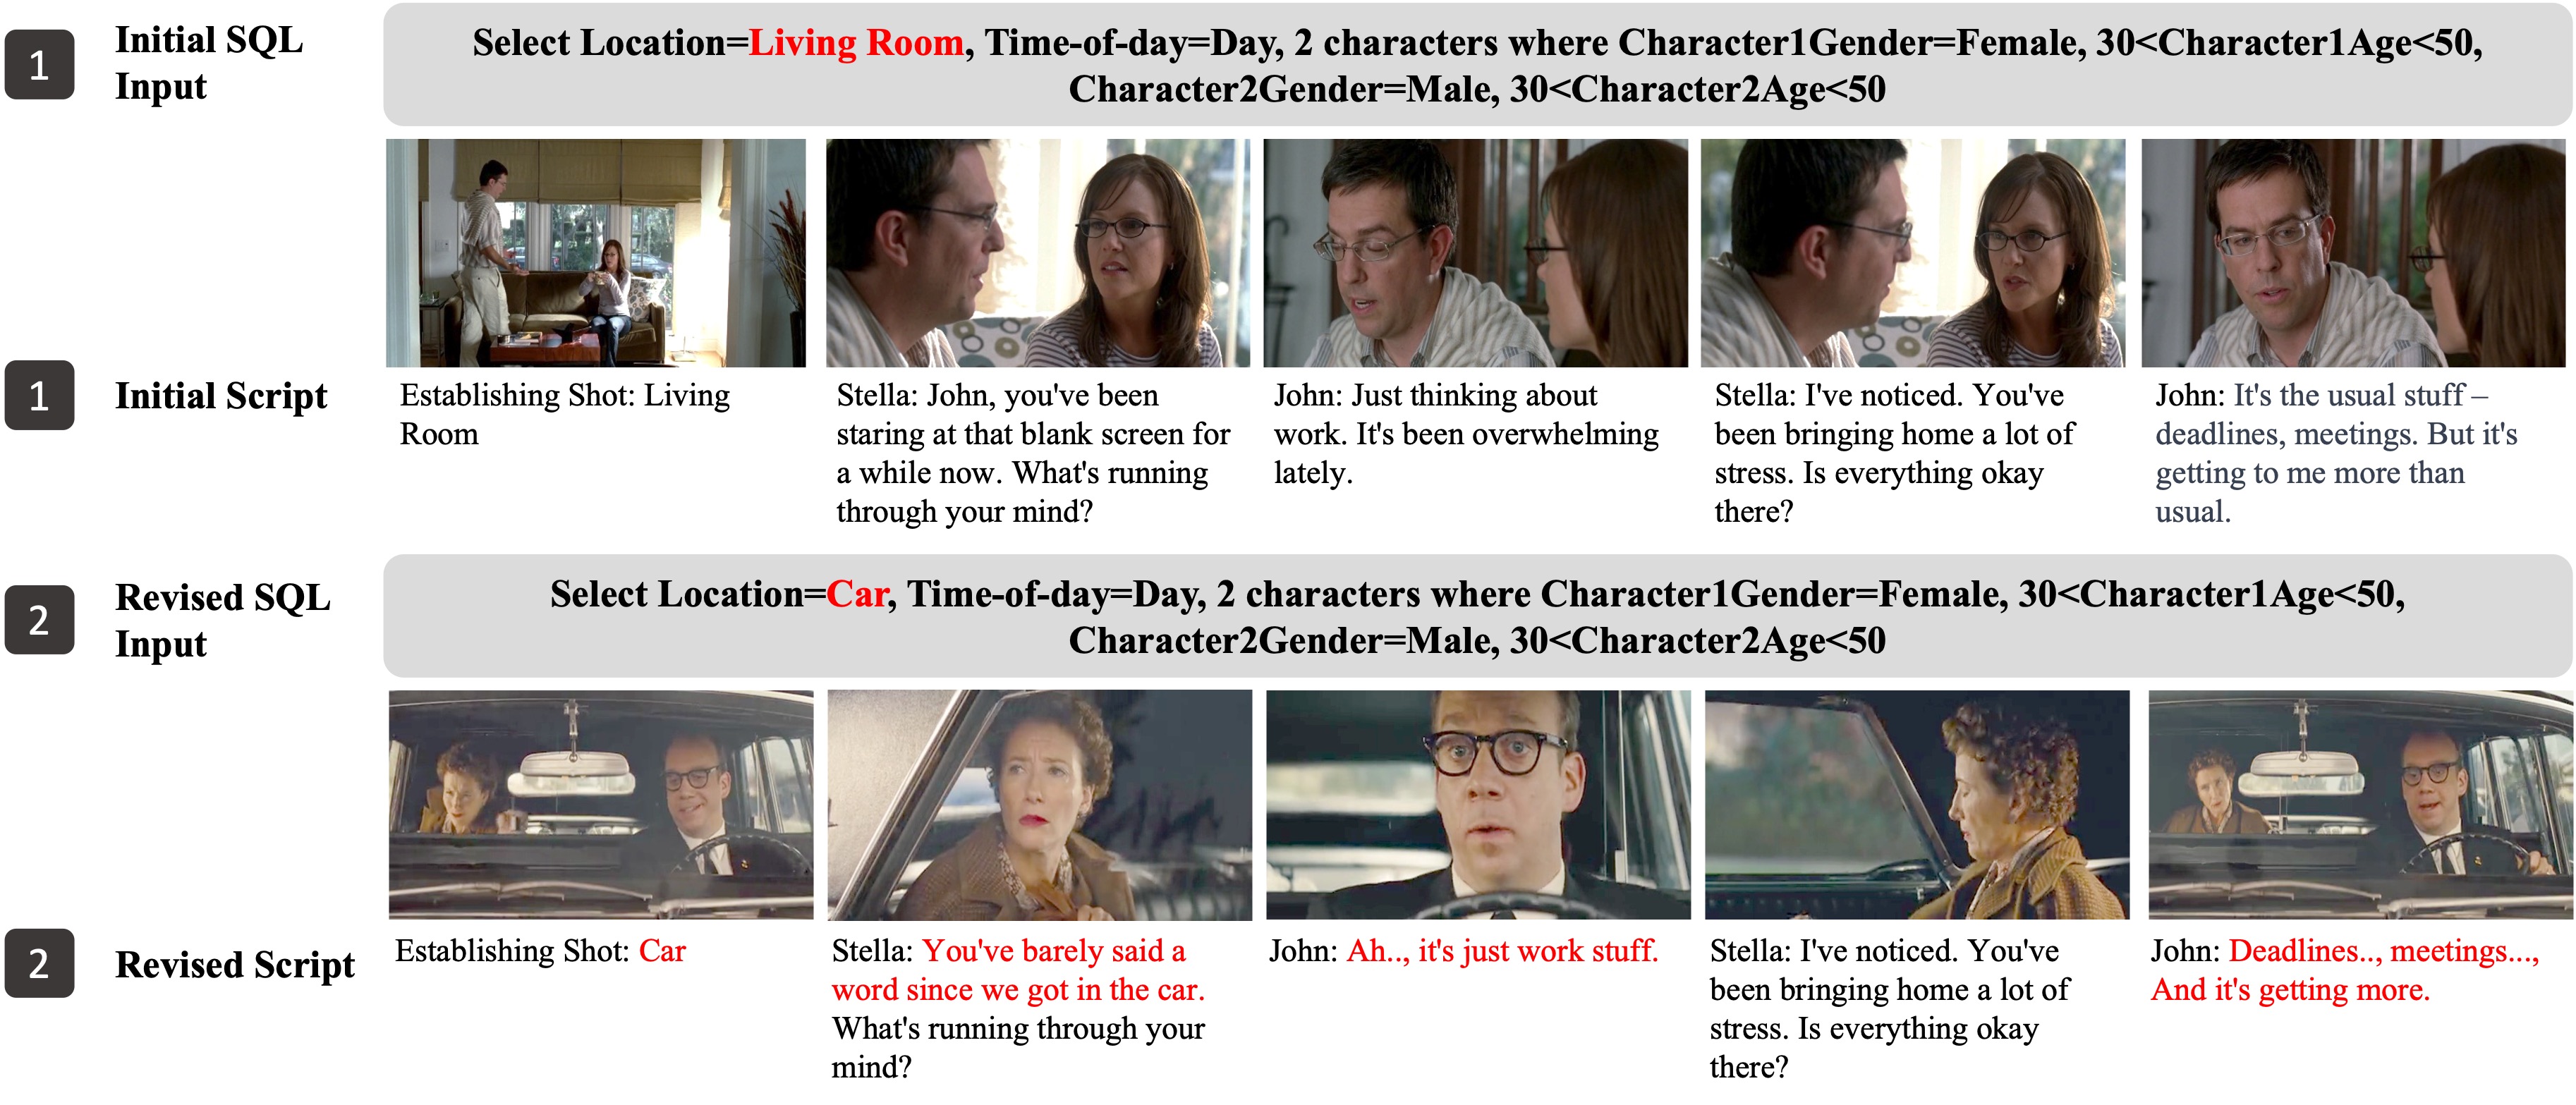 1
Initial SQL
Input
Select Location=Living Room, Time-of-day=Day, 2 characters where Character1Gender=Female, 30<Character1Age<50,
Character2Gender=Male, 30<Character2Age<50
1
Initial Script
Establishing Shot: Living
Room
Stella: John, you've been
staring at that blank screen for
a while now. What's running
through your mind?
John: Just thinking about
work. It's been overwhelming
lately.
Stella: I've noticed. You've
been bringing home a lot of
stress. Is everything okay
there?
John: It's the usual stuff –
deadlines, meetings. But it's
getting to me more than
usual.
2
Revised SQL
Input
Select Location=Car, Time-of-day=Day, 2 characters where Character1Gender=Female, 30<Character1Age<50,
Character2Gender=Male, 30<Character2Age<50
2
Revised Script
Establishing Shot: Car
Stella: You've barely said a
word since we got in the car.
What's running through your
mind?
John: Ah.., it's just work stuff.
Stella: I've noticed. You've
been bringing home a lot of
stress. Is everything okay
there?
John: Deadlines.., meetings...,
And it's getting more.